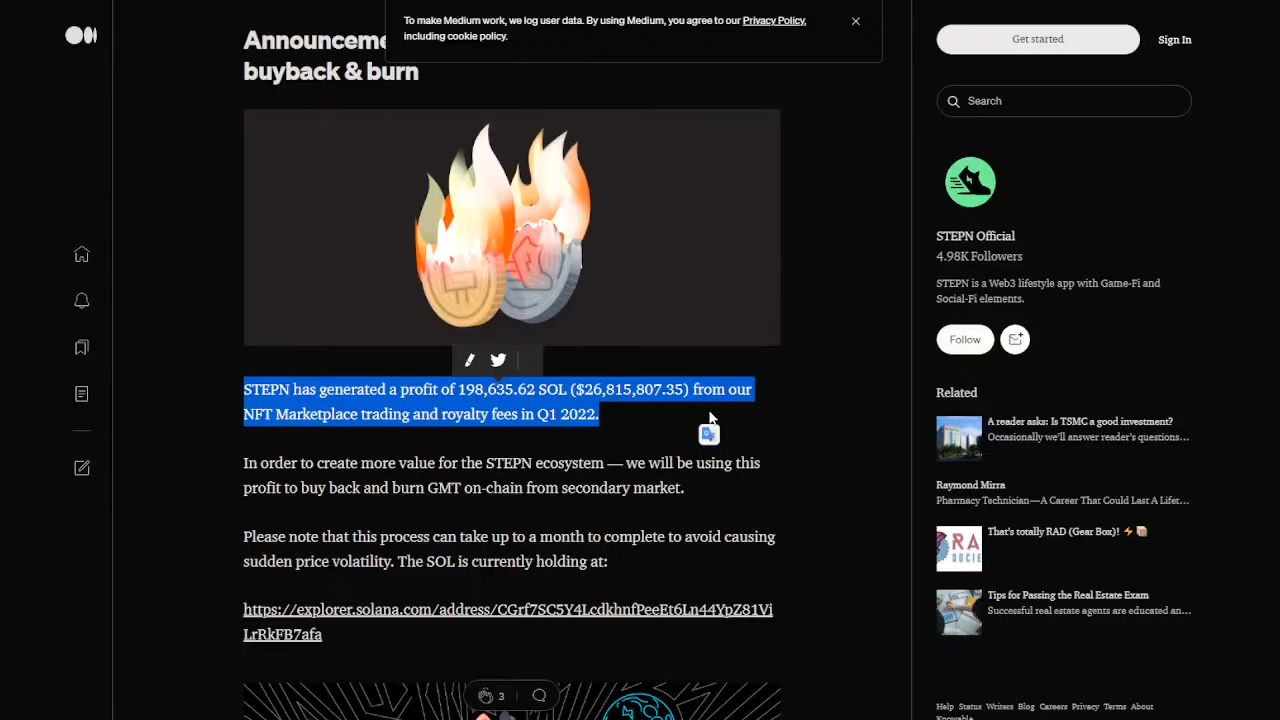 To make Medium work, we log user data. By using Medium, you agree to our Privacy Policy,
including cookie policy.
buyback & burn
STEPN has generated a profit of 198,635.62 SOL ($26,815,807.35) from our
NFT Marketplace trading and royalty fees in Q1 2022.
In order to create more value for the STEPN ecosystem — we will be using this
profit to buy back and burn GMT on-chain from secondary market.
Please note that this process can take up to a month to complete to avoid causing
sudden price volatility. The SOL is currently holding at:
https://explorer.solana.com/address/CGrf7SC5Y4LcdkhnfPeeEt6Ln44YpZ81Vi
LrRkFB7afa
3
Get started
Sign In
Search
STEPN Official
4.98K Followers
STEPN is a Web3 lifestyle app with Game-Fi and
Social-Fi elements.
Follow
Related
A reader asks: Is TSMC a good investment?
Occasionally we'll answer reader's questions...
Raymond Mirra
Pharmacy Technician—A Career That Could Last A Lifet...
That's totally RAD (Gear Box)! ⚡
RA
SOCIE
Tips for Passing the Real Estate Exam
Successful real estate agents are educated an...
Help Status Writers Blog Careers Privacy Terms About
Knowable